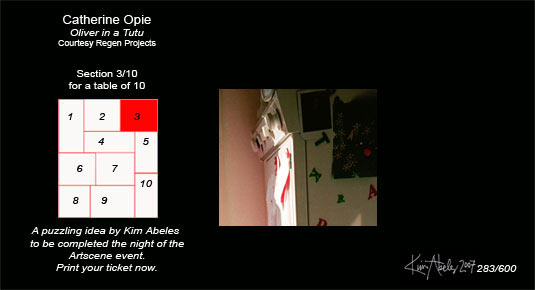 Catherine Opie
Oliver in a Tutu
Courtesy Regen Projects
Section 3/10
for a table of 10
1 2 3
4 5
6 7
10
8 9
A puzzling idea by Kim Abeles
to be completed the night of the
Artscene event.
Print your ticket now.
A
R A
D
Kim Abeles 2007 283/600